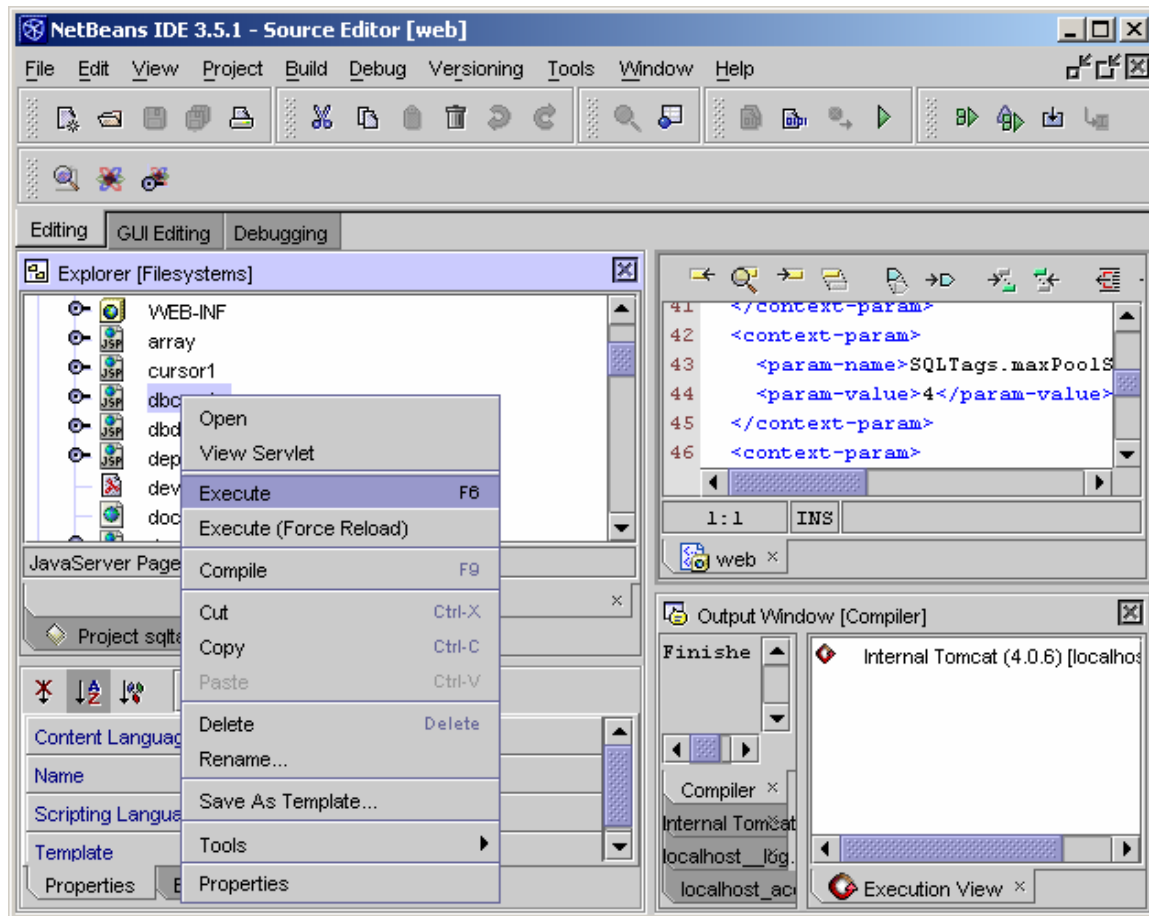 NetBeans IDE 3.5.1 - Source Editor [web]
File Edit View Project Build Debug Versioning Tools Window Help
Editing GUI Editing Debugging
Explorer [Filesystems]
WEB-INF
array
cursor1
JavaServer Page
Project
Content
Name
Scripting
Template
Properties
Open
View Servlet
Execute F6
Execute (Force Reload)
Compile F9
Cut Ctrl-X
Copy Ctrl-C
Paste Ctrl-V
Delete Delete
Rename...
Save As Template...
Tools
Properties
41 </context-param>
42 <context-param>
43 <param-name>SQLTags.maxPoolS
44 <param-value>4</param-value>
45 </context-param>
46 <context-param>
1:1 INS
web
Output Window [Compiler]
Finishe
Internal Tomcat (4.0.6) [localhos
Compiler
Internal Tomcat
Execution View